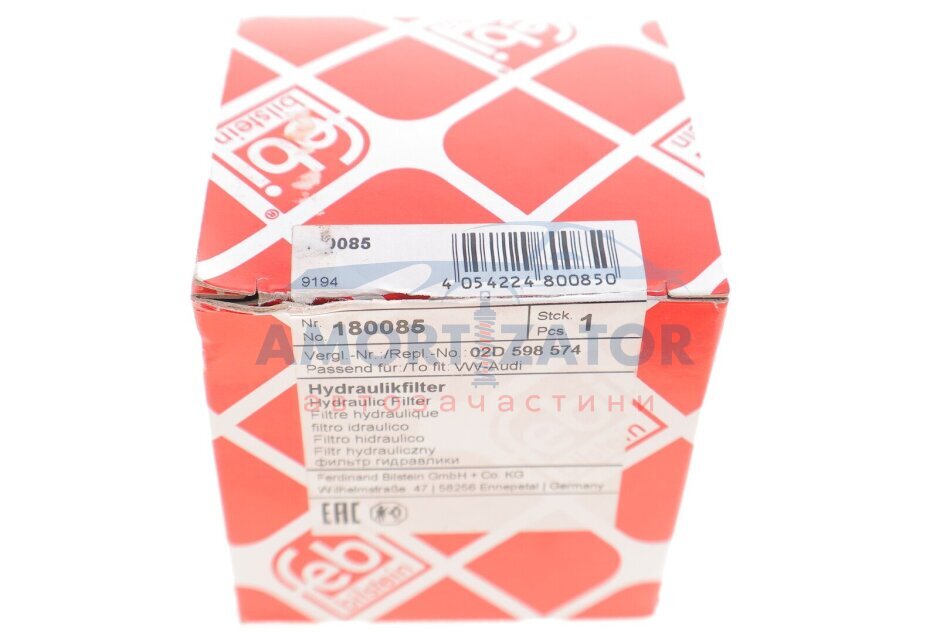 febi
bilstein
®
0085
9194
4 054224 800850
Nr.
No. 180085
Stck.
Pcs. 1
Vergl.-Nr.:/Repl.-No.: 02D 598 574
Passend für:/To fit: VW-Audi
AMORTIZATOR
автозапчастини
Hydraulikfilter
Hydraulic Filter
Filtre hydraulique
filtro idraulico
Filtro hidraulico
Filtr hydrauliczny
фильтр гидравлики
Ferdinand Bilstein GmbH + Co. KG
Wilhelmstraße. 47 | 58256 Ennepetal | Germany
EAC
feb
bilstein